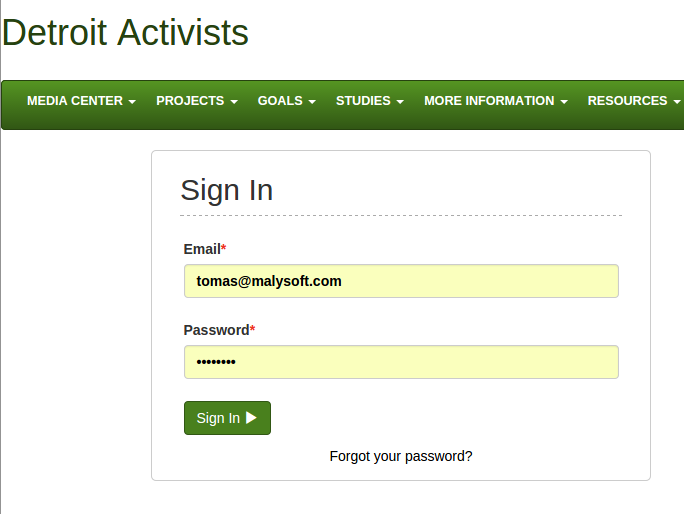 Detroit Activists
MEDIA CENTER PROJECTS GOALS STUDIES MORE INFORMATION RESOURCES
Sign In
Email*
tomas@malysoft.com
Password*
••••••••
Sign In
Forgot your password?